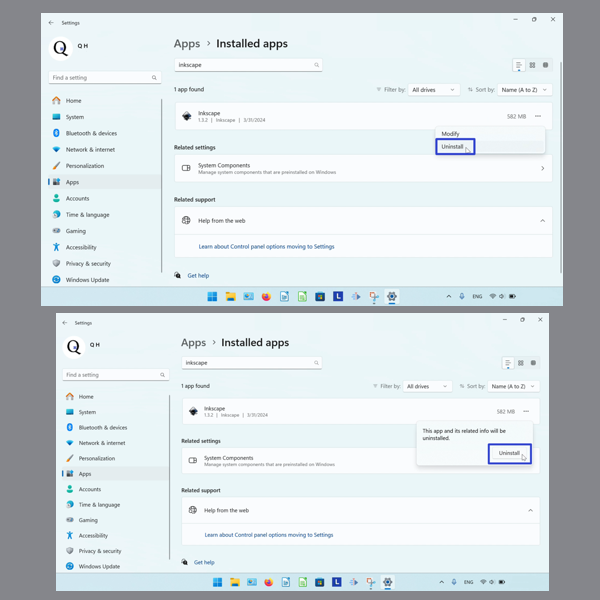 Settings
Q H
Apps > Installed apps
inkscape
Find a setting
1 app found
Filter by: All drives
Sort by: Name (A to Z)
Home
System
Bluetooth & devices
Network & internet
Personalization
Apps
Accounts
Time & language
Gaming
Accessibility
Privacy & security
Windows Update
Inkscape
1.3.2 | Inkscape | 3/31/2024
582 MB
Modify
Uninstall
Related settings
System Components
Manage system components that are preinstalled on Windows
Related support
Help from the web
Learn about Control panel options moving to Settings
Get help
ENG
Settings
Q H
Apps > Installed apps
inkscape
Find a setting
1 app found
Filter by: All drives
Sort by: Name (A to Z)
Home
System
Bluetooth & devices
Network & internet
Personalization
Apps
Accounts
Time & language
Gaming
Accessibility
Privacy & security
Windows Update
Inkscape
1.3.2 | Inkscape | 3/31/2024
582 MB
This app and its related info will be
uninstalled.
Uninstall
Related settings
System Components
Manage system components that are preinstalled on Windows
Related support
Help from the web
Learn about Control panel options moving to Settings
Get help
ENG